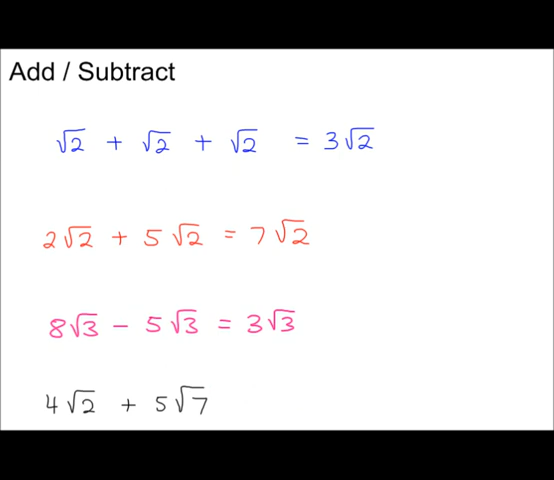 Add / Subtract
√2 + √2 + √2 = 3√2
2√2 + 5√2 = 7√2
8√3 − 5√3 = 3√3
4√2 + 5√7